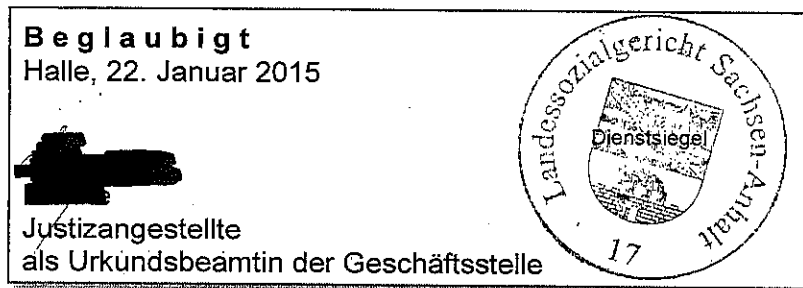 Beglaubigt
Halle, 22. Januar 2015
Landessozialgericht Sachsen-Anhalt
Dienstsiegel
17
Justizangestellte
als Urkundsbeamtin der Geschäftsstelle